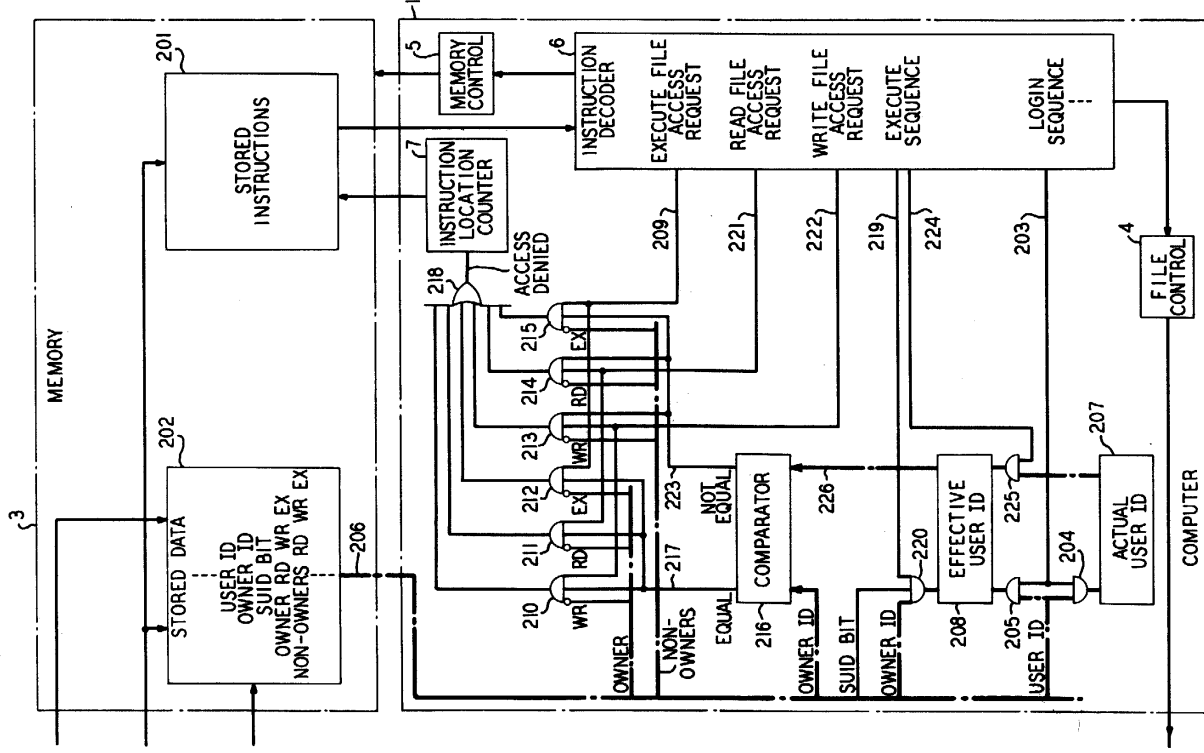 3
MEMORY
202
STORED DATA
USER ID
OWNER ID
SUID BIT
OWNER RD WR EX
NON-OWNERS RD WR EX
206
201
STORED
INSTRUCTIONS
1
5
MEMORY
CONTROL
7
INSTRUCTION
LOCATION
COUNTER
218
ACCESS
DENIED
6
INSTRUCTION
DECODER
EXECUTE FILE
ACCESS
REQUEST
READ FILE
ACCESS
REQUEST
WRITE FILE
ACCESS
REQUEST
EXECUTE
SEQUENCE
LOGIN
SEQUENCE
210
WR
211
RD
212
EX
213
WR
214
RD
215
EX
209
221
222
219
224
203
OWNER
NON-
OWNERS
217
EQUAL
223
NOT
EQUAL
COMPARATOR
216
226
OWNER ID
SUID BIT
OWNER ID
USER ID
220
EFFECTIVE
USER ID
208
225
205
204
207
ACTUAL
USER ID
4
FILE
CONTROL
COMPUTER